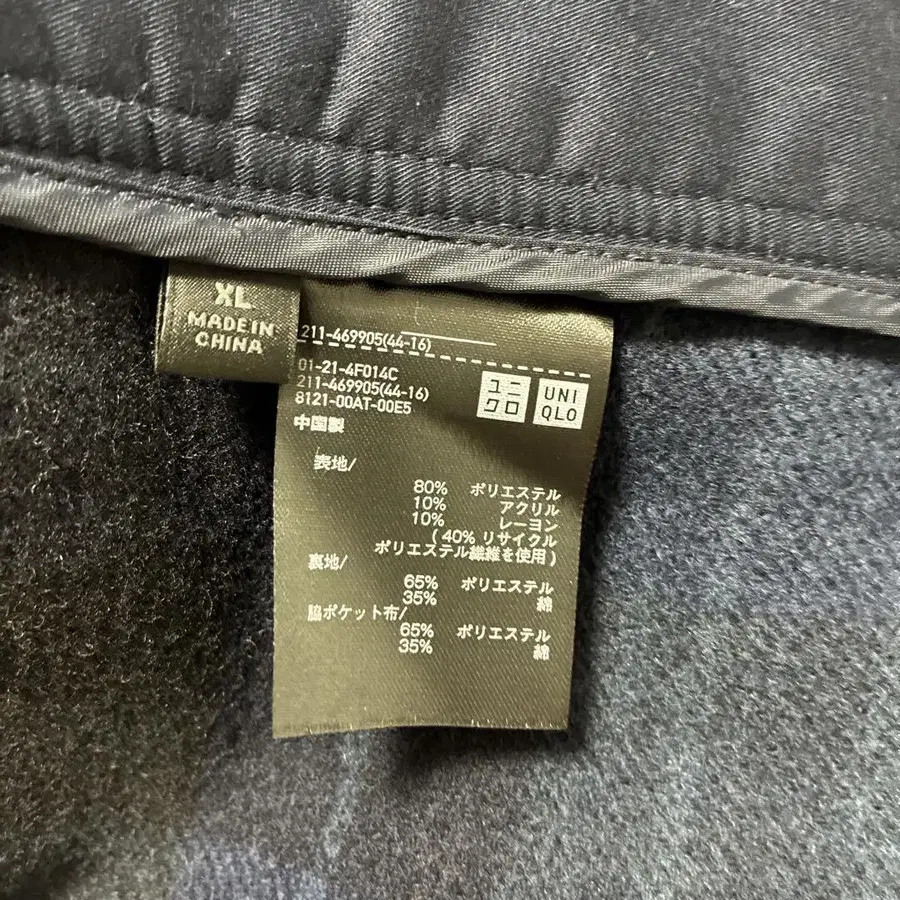 XL
MADE IN
CHINA
211-469905(44-16)
01-21-4F014C
211-469905(44-16)
8121-00AT-00E5
ユニ
クロ
UNI
QLO
中国製
表地/
80% ポリエステル
10% アクリル
10% レーヨン
(40% リサイクル
ポリエステル繊維を使用)
裏地/
65% ポリエステル
35% 綿
脇ポケット布/
65% ポリエステル
35% 綿